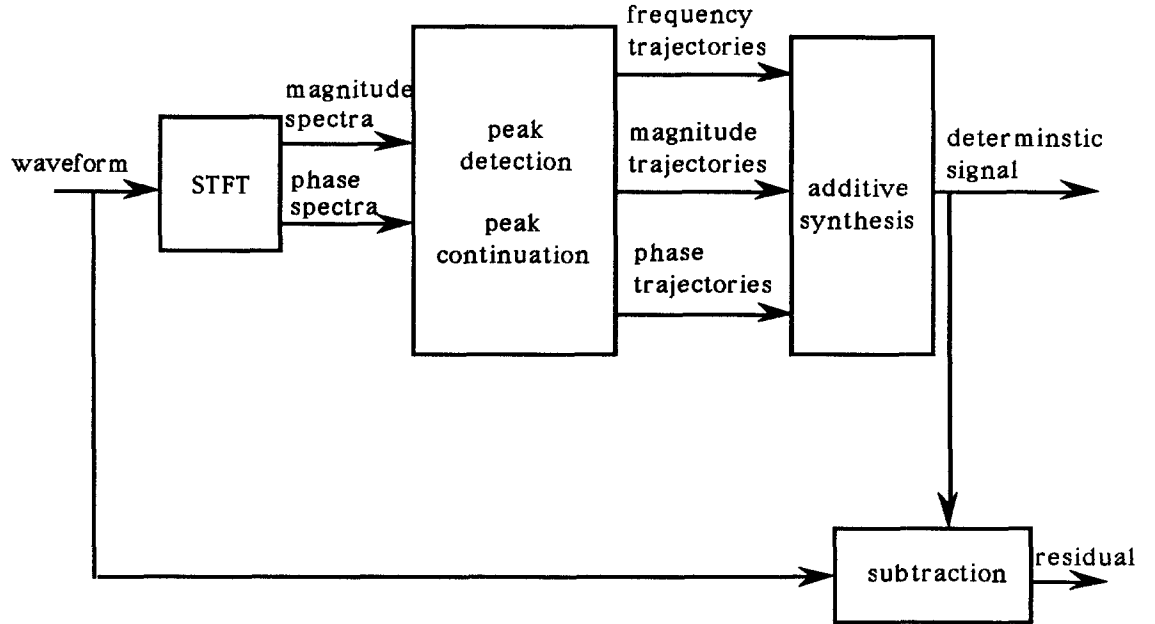 waveform
STFT
magnitude
spectra
phase
spectra
peak
detection
peak
continuation
frequency
trajectories
magnitude
trajectories
phase
trajectories
additive
synthesis
determinstic
signal
subtraction
residual